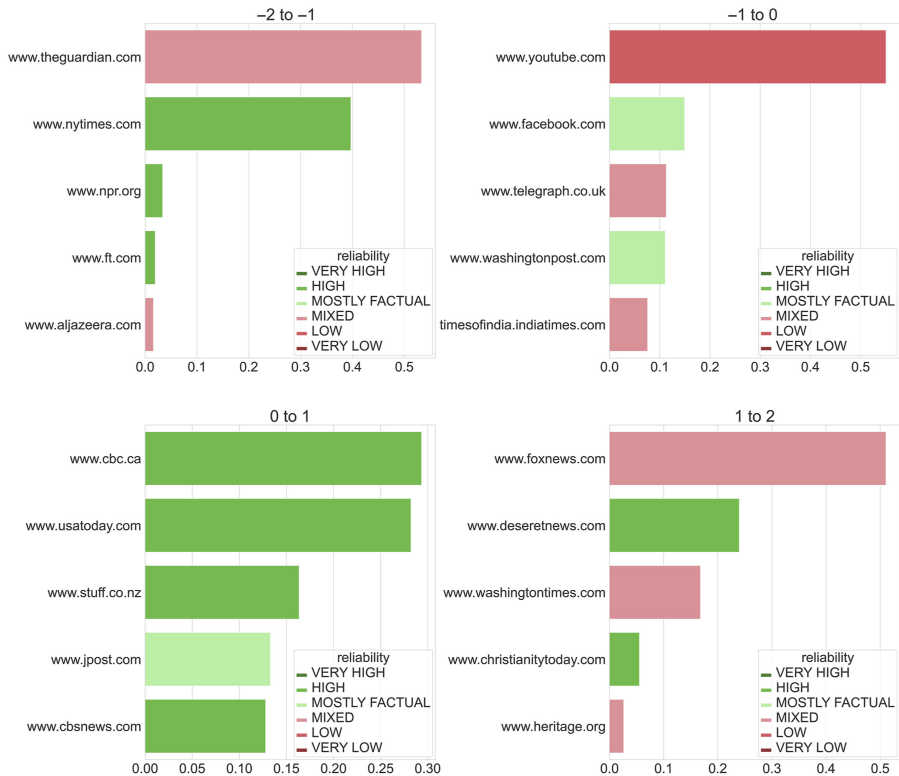 –2 to –1
www.theguardian.com
www.nytimes.com
www.npr.org
www.ft.com
www.aljazeera.com
reliability
VERY HIGH
HIGH
MOSTLY FACTUAL
MIXED
LOW
VERY LOW
0.0 0.1 0.2 0.3 0.4 0.5
–1 to 0
www.youtube.com
www.facebook.com
www.telegraph.co.uk
www.washingtonpost.com
timesofindia.indiatimes.com
reliability
VERY HIGH
HIGH
MOSTLY FACTUAL
MIXED
LOW
VERY LOW
0.0 0.1 0.2 0.3 0.4 0.5
0 to 1
www.cbc.ca
www.usatoday.com
www.stuff.co.nz
www.jpost.com
www.cbsnews.com
reliability
VERY HIGH
HIGH
MOSTLY FACTUAL
MIXED
LOW
VERY LOW
0.00 0.05 0.10 0.15 0.20 0.25 0.30
1 to 2
www.foxnews.com
www.deseretnews.com
www.washingtontimes.com
www.christianitytoday.com
www.heritage.org
reliability
VERY HIGH
HIGH
MOSTLY FACTUAL
MIXED
LOW
VERY LOW
0.0 0.1 0.2 0.3 0.4 0.5